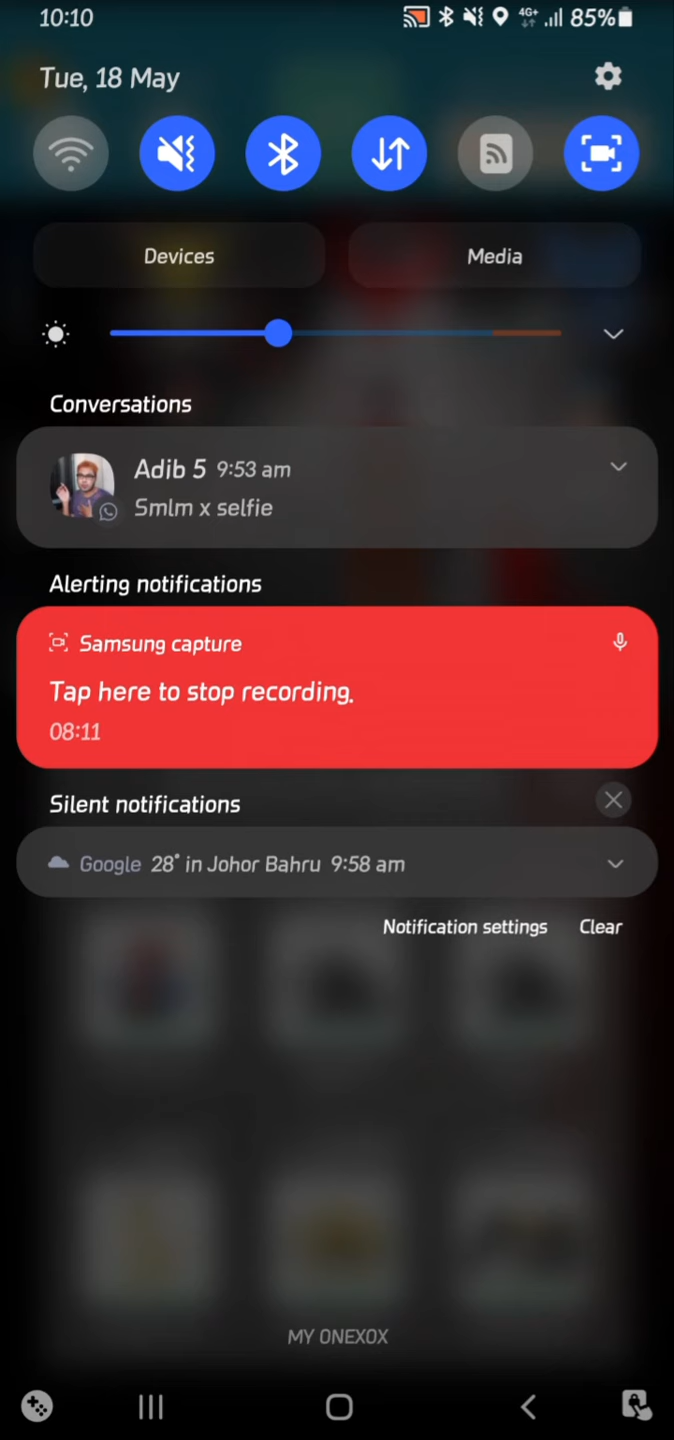 10:10
4G+
85%
Tue, 18 May
Devices
Media
Conversations
Adib 5 9:53 am
Smlm x selfie
Alerting notifications
Samsung capture
Tap here to stop recording.
08:11
Silent notifications
Google 28° in Johor Bahru 9:58 am
Notification settings
Clear
MY ONEXOX